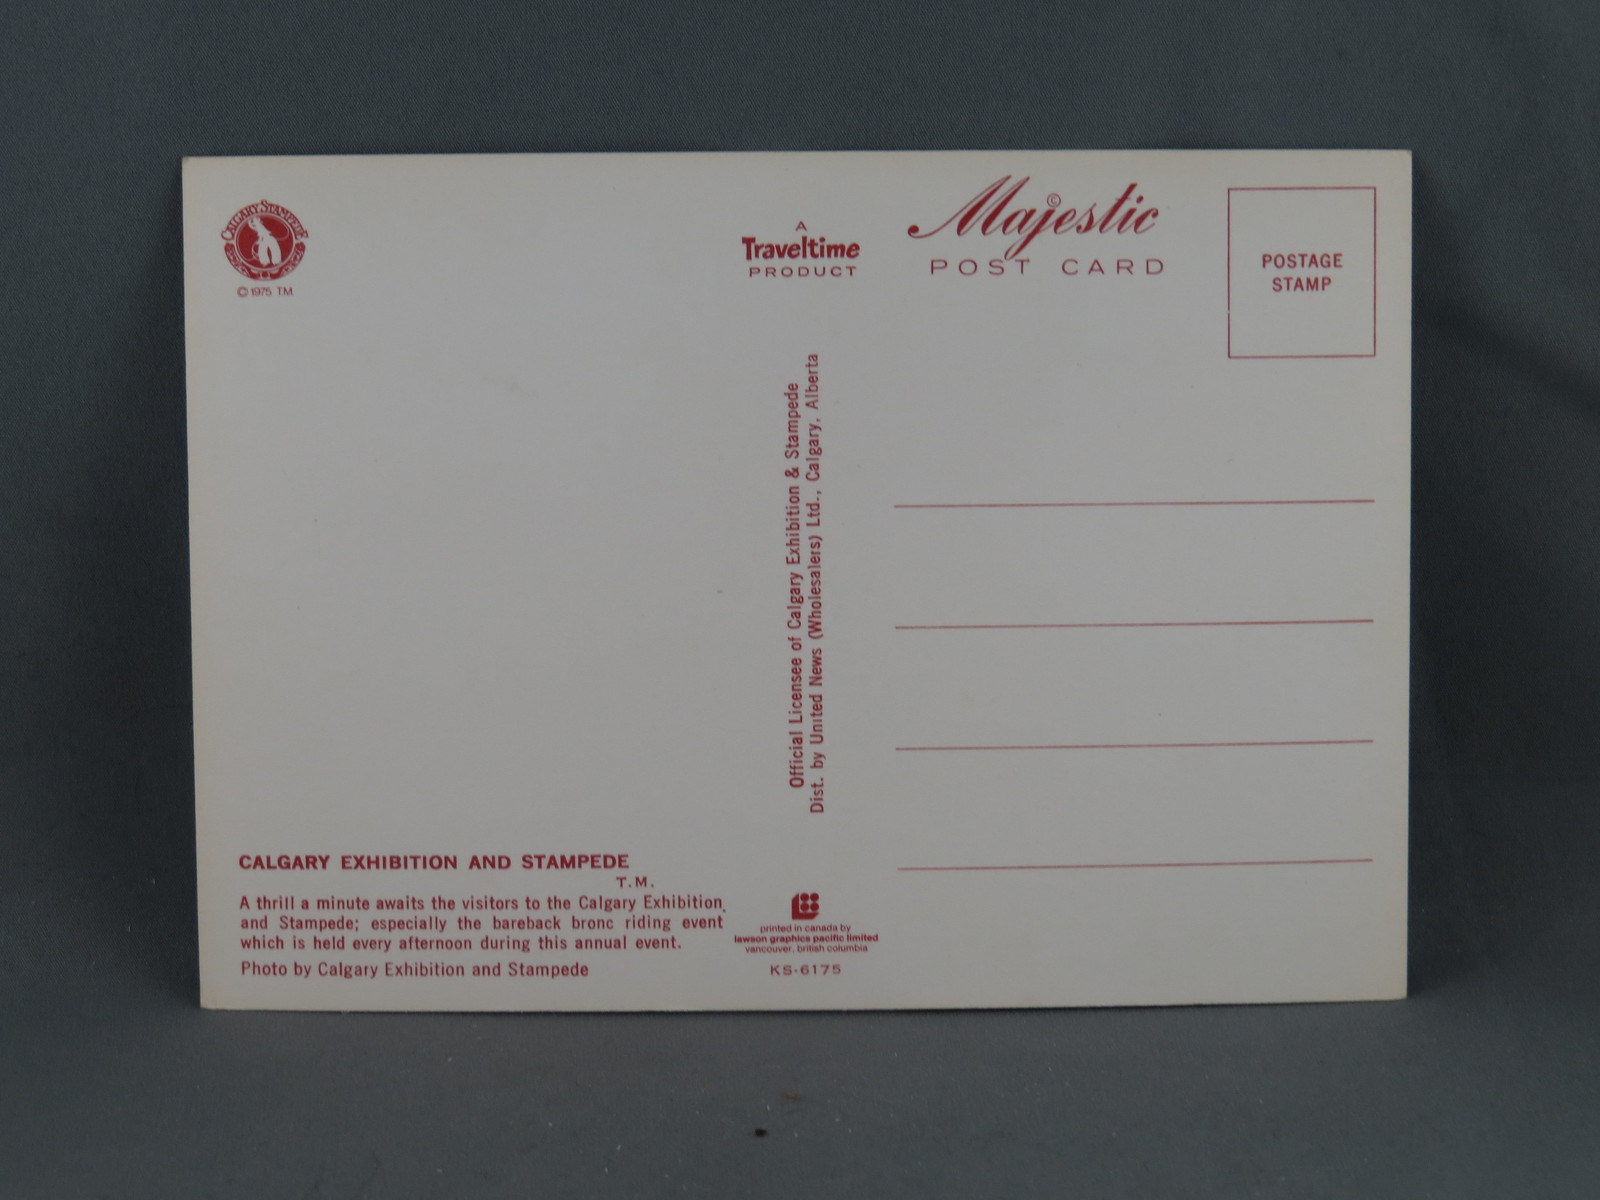 CALGARY STAMPEDE
© 1975 T.M.
A
Traveltime
PRODUCT
Majestic ©
POST CARD
POSTAGE
STAMP
Official Licensee of Calgary Exhibition & Stampede
Dist. by United News (Wholesalers) Ltd., Calgary, Alberta
CALGARY EXHIBITION AND STAMPEDE
T.M.
A thrill a minute awaits the visitors to the Calgary Exhibition
and Stampede; especially the bareback bronc riding event
which is held every afternoon during this annual event.
Photo by Calgary Exhibition and Stampede
printed in canada by
lawson graphics pacific limited
vancouver, british columbia
KS-6175